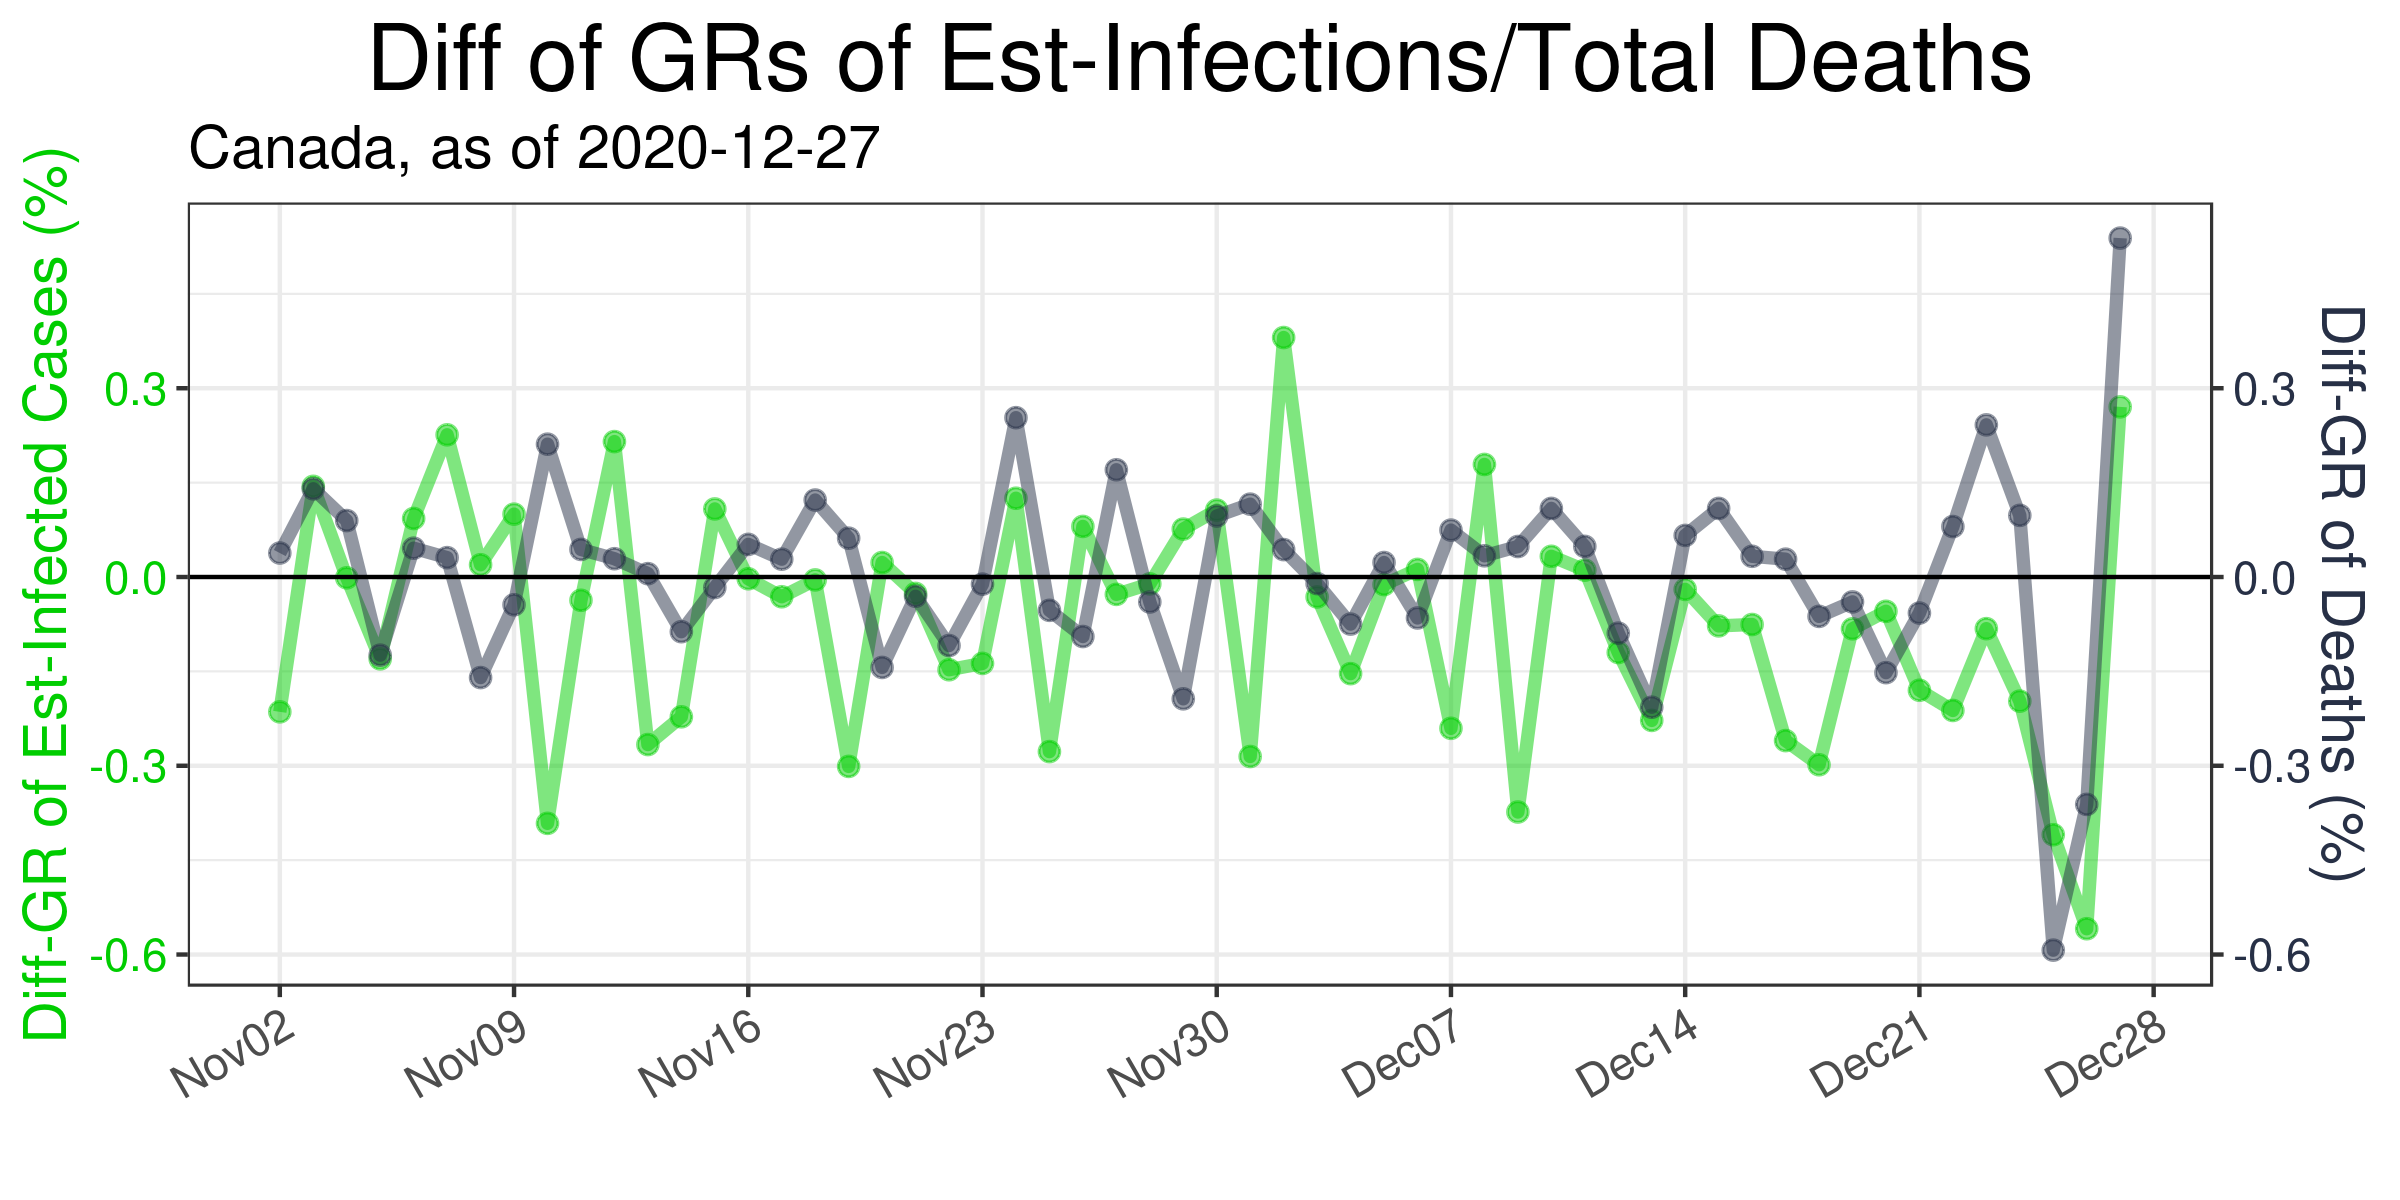 Diff of GRs of Est-Infections/Total Deaths
Canada, as of 2020-12-27
Diff-GR of Est-Infected Cases (%)
0.3
0.0
-0.3
-0.6
0.3
0.0
-0.3
-0.6
Diff-GR of Deaths (%)
Nov02
Nov09
Nov16
Nov23
Nov30
Dec07
Dec14
Dec21
Dec28